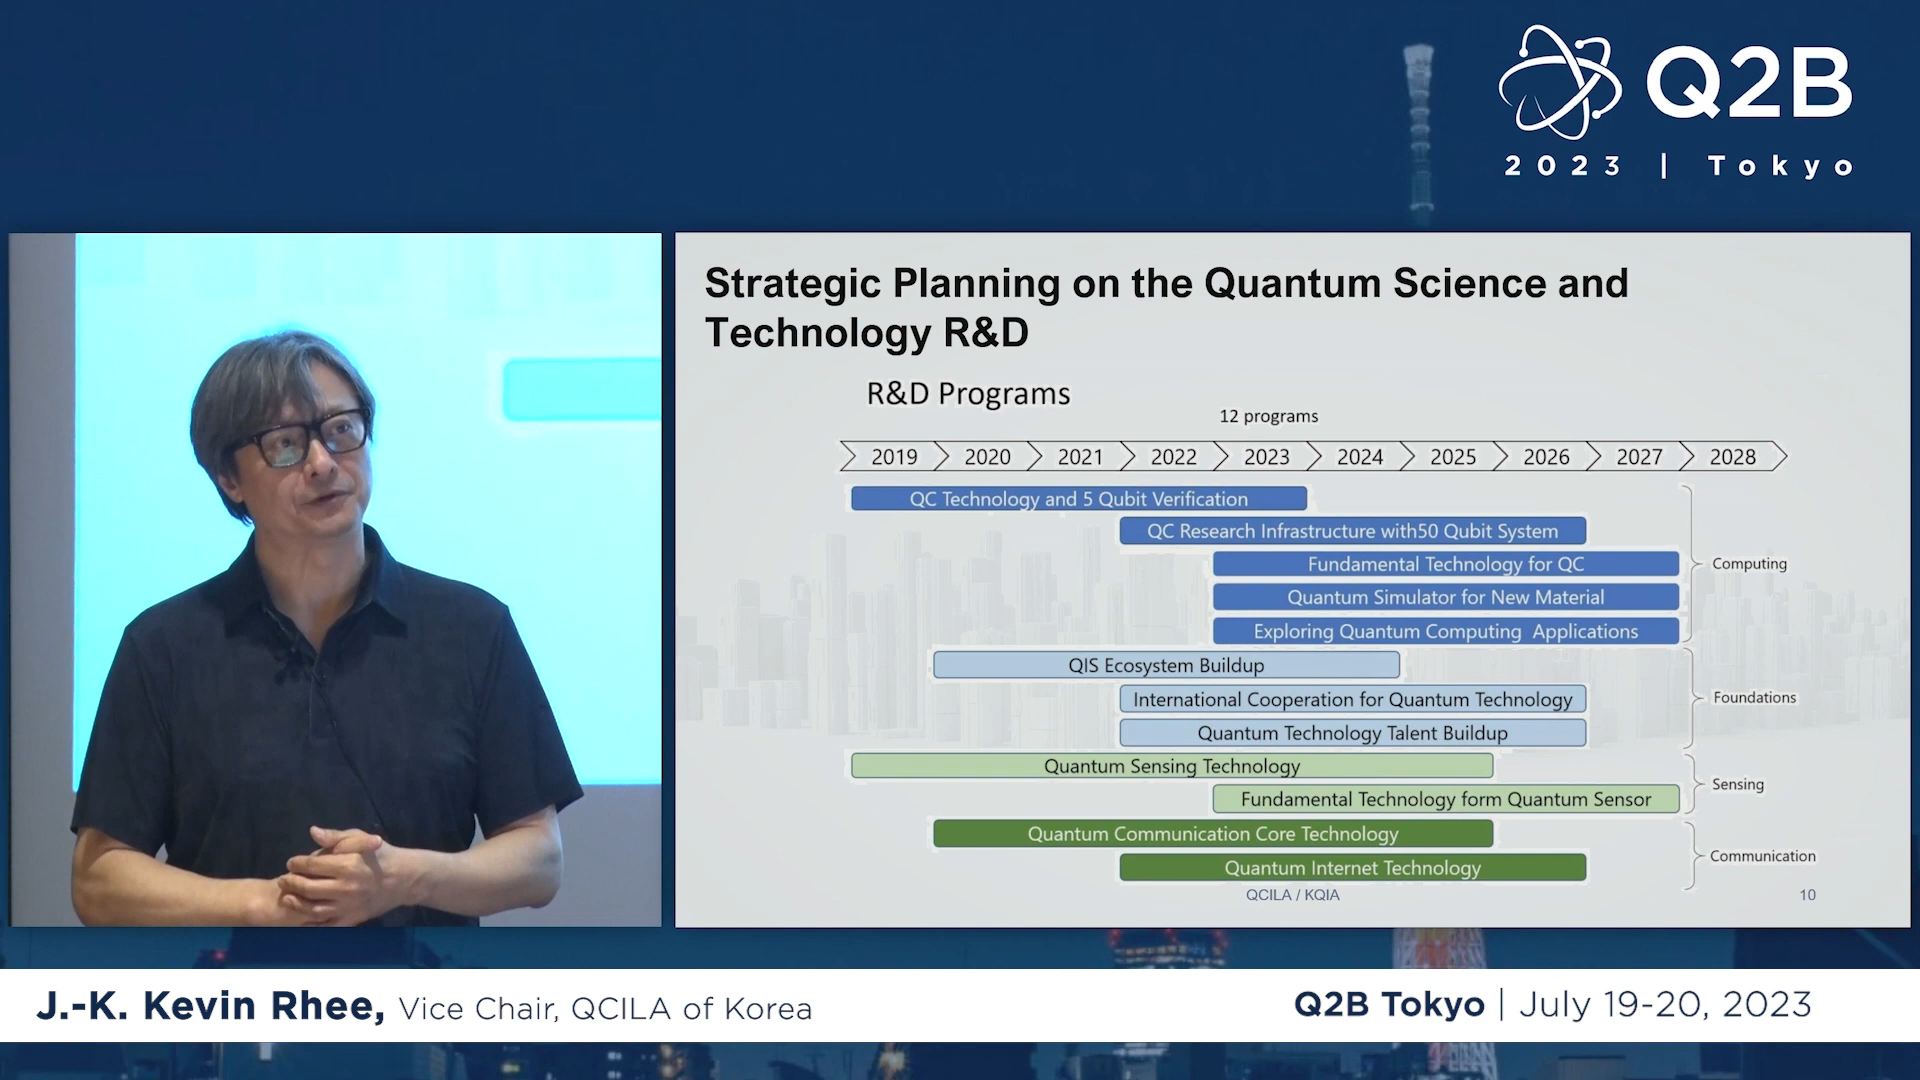 Q2B
2023 | Tokyo
Strategic Planning on the Quantum Science and
Technology R&D
R&D Programs
12 programs
2019 2020 2021 2022 2023 2024 2025 2026 2027 2028
QC Technology and 5 Qubit Verification
QC Research Infrastructure with50 Qubit System
Fundamental Technology for QC
Quantum Simulator for New Material
Exploring Quantum Computing Applications
Computing
QIS Ecosystem Buildup
International Cooperation for Quantum Technology
Quantum Technology Talent Buildup
Foundations
Quantum Sensing Technology
Fundamental Technology form Quantum Sensor
Sensing
Quantum Communication Core Technology
Quantum Internet Technology
Communication
QCILA / KQIA
10
J.-K. Kevin Rhee, Vice Chair, QCILA of Korea
Q2B Tokyo | July 19-20, 2023